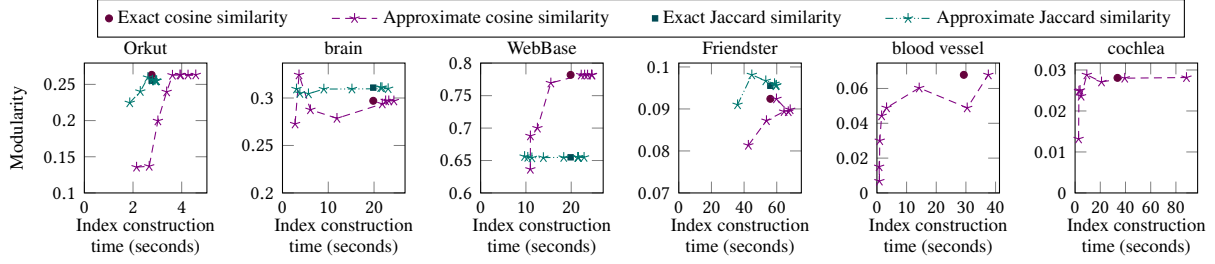 Exact cosine similarity Approximate cosine similarity Exact Jaccard similarity Approximate Jaccard similarity
Orkut brain WebBase Friendster blood vessel cochlea
Modularity
0.25
0.2
0.15
0.1
0 2 4
Index construction
time (seconds)
0.3
0.25
0.2
0 10 20
Index construction
time (seconds)
0.8
0.75
0.7
0.65
0.6
0 10 20
Index construction
time (seconds)
0.1
0.09
0.08
0.07
0 20 40 60
Index construction
time (seconds)
0.06
0.04
0.02
0
0 10 20 30 40
Index construction
time (seconds)
0.03
0.02
0.01
0 20 40 60 80
Index construction
time (seconds)